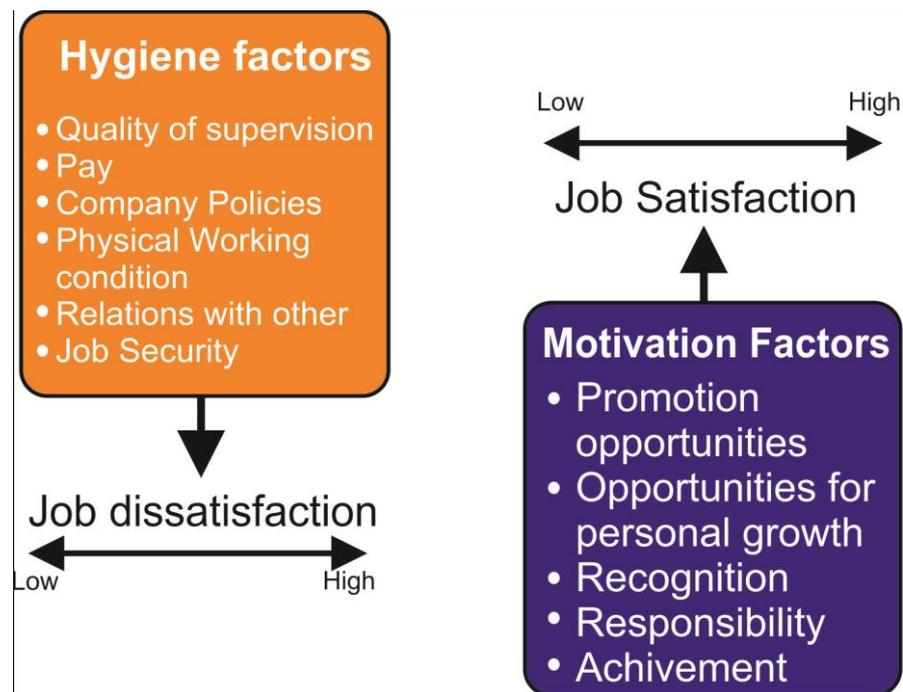 Hygiene factors
• Quality of supervision
• Pay
• Company Policies
• Physical Working
condition
• Relations with other
• Job Security
Job dissatisfaction
Low High
Low High
Job Satisfaction
Motivation Factors
• Promotion
opportunities
• Opportunities for
personal growth
• Recognition
• Responsibility
• Achivement